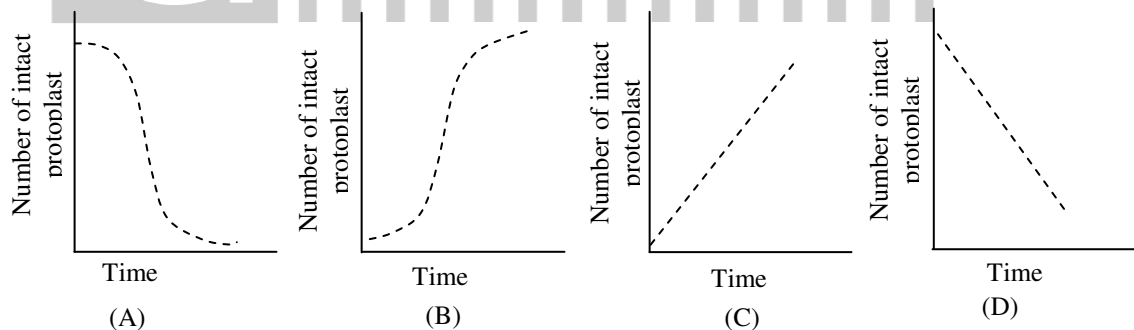 Number of intact
protoplast
Time
(A)
Number of intact
protoplast
Time
(B)
Number of intact
protoplast
Time
(C)
Number of intact
protoplast
Time
(D)